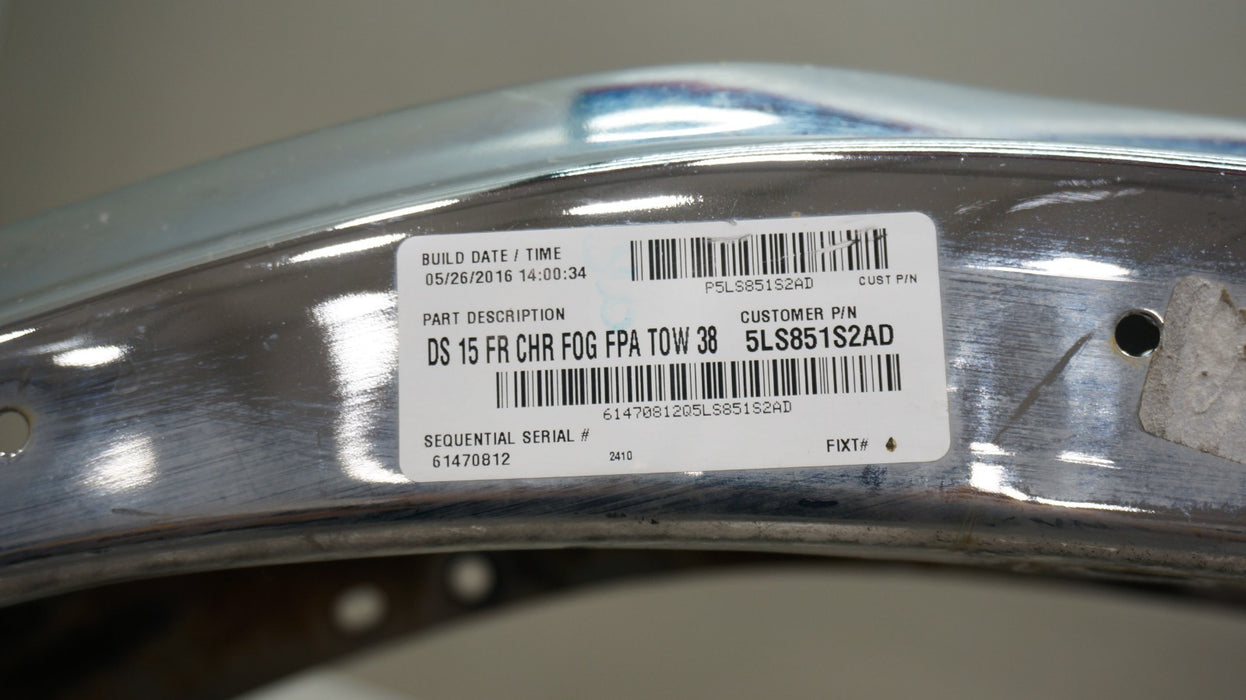 BUILD DATE / TIME
05/26/2016 14:00:34
P5LS851S2AD
CUST P/N
PART DESCRIPTION
CUSTOMER P/N
DS 15 FR CHR FOG FPA TOW 38
5LS851S2AD
61470812Q5LS851S2AD
SEQUENTIAL SERIAL #
61470812
2410
FIXT#